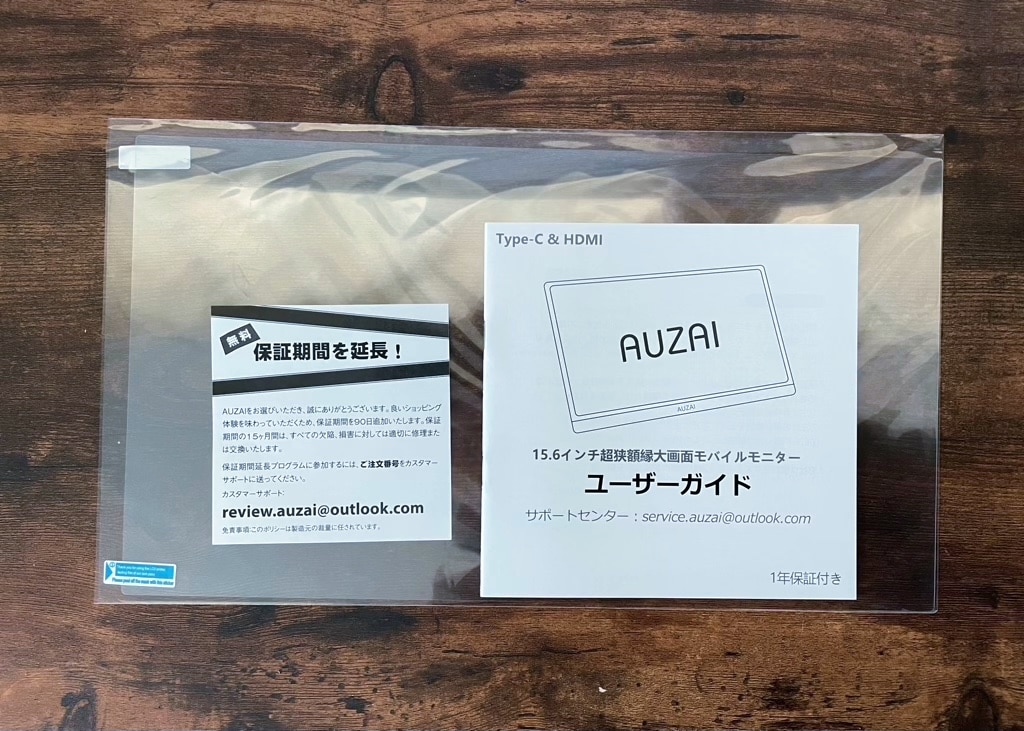 無料
保証期間を延長！
AUZAIをお選びいただき、誠にありがとうございます。良いショッピング
体験を味わっていただくため、保証期間を90日追加いたします。保証
期間の15ヶ月間は、すべての欠陥、損害に対しては適切に修理また
は交換いたします。
保証期間延長プログラムに参加するには、ご注文番号をカスタマー
サポートに送ってください。
カスタマーサポート:
review.auzai@outlook.com
免責事項:このポリシーは製造元の裁量に任されています。
Type-C & HDMI
AUZAI
AUZAI
15.6インチ超狭額縁大画面モバイルモニター
ユーザーガイド
サポートセンター：service.auzai@outlook.com
1年保証付き
Please peel off the mask with this sticker